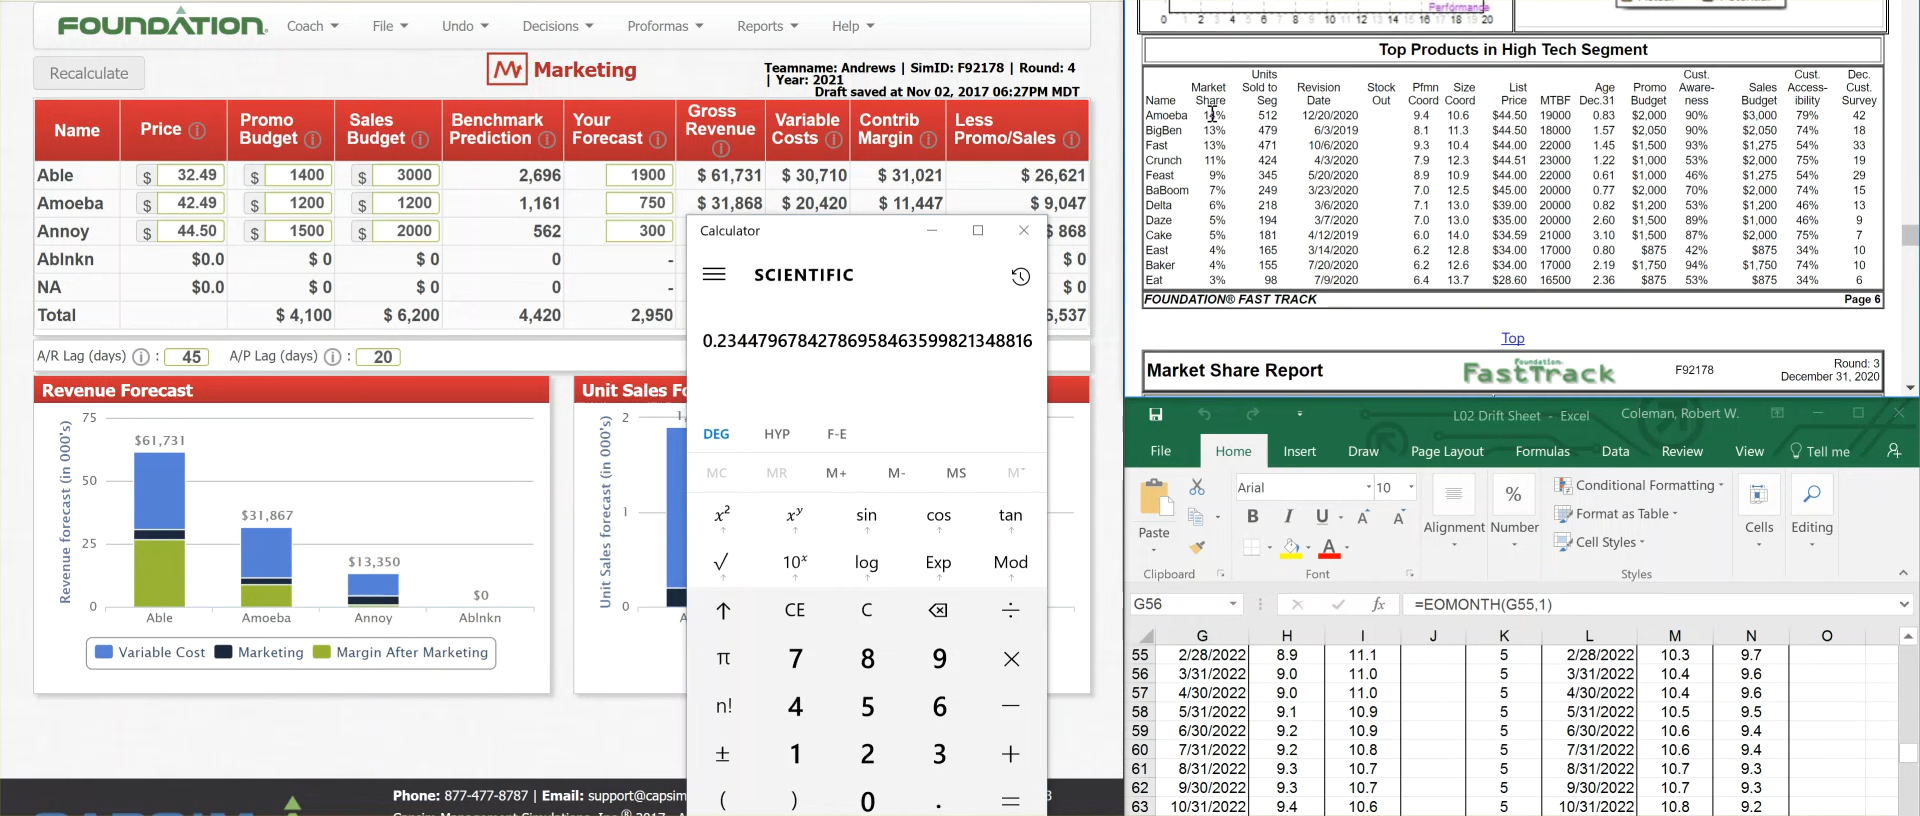 FOUNDATION.
Coach File Undo Decisions Proformas Reports Help
Recalculate
Marketing
Teamname: Andrews | SimID: F92178 | Round: 4
| Year: 2021
Draft saved at Nov 02, 2017 06:27PM MDT
Name Price Promo Budget Sales Budget Benchmark Prediction Your Forecast Gross Revenue Variable Costs Contrib Margin Less Promo/Sales
Able $ 32.49 $ 1400 $ 3000 2,696 1900 $ 61,731 $ 30,710 $ 31,021 $ 26,621
Amoeba $ 42.49 $ 1200 $ 1200 1,161 750 $ 31,868 $ 20,420 $ 11,447 $ 9,047
Annoy $ 44.50 $ 1500 $ 2000 562 300 $ 868
Ablnkn $0.0 $ 0 $ 0 0 - $ 0
NA $0.0 $ 0 $ 0 0 - $ 0
Total $ 4,100 $ 6,200 4,420 2,950 6,537
A/R Lag (days) : 45 A/P Lag (days) : 20
Revenue Forecast
Revenue forecast (in 000's)
75
50
25
0
$61,731
$31,867
$13,350
$0
Able Amoeba Annoy Ablnkn
Variable Cost Marketing Margin After Marketing
Unit Sales Fo
Unit Sales forecast (in 000's)
2
1
0
Phone: 877-477-8787 | Email: support@capsim
Calculator
SCIENTIFIC
0.23447967842786958463599821348816
DEG HYP F-E
MC MR M+ M- MS M
x² xʸ sin cos tan
√ 10ˣ log Exp Mod
↑ CE C ⌫ ÷
π 7 8 9 ×
n! 4 5 6 −
± 1 2 3 +
( ) 0 . =
Performance
0 1 2 3 4 5 6 7 8 9 10 11 12 13 14 15 16 17 18 19 20
Top Products in High Tech Segment
Name Market Share Units Sold to Seg Revision Date Stock Out Pfmn Coord Size Coord List Price MTBF Age Dec.31 Promo Budget Cust. Aware-ness Sales Budget Cust. Access-ibility Dec. Cust. Survey
Amoeba 512 12/20/2020 9.4 10.6 $44.50 19000 0.83 $2,000 90% $3,000 79% 42
BigBen 13% 479 6/3/2019 8.1 11.3 $44.50 18000 1.57 $2,050 90% $2,050 74% 18
Fast 13% 471 10/6/2020 9.3 10.4 $44.00 22000 1.45 $1,500 93% $1,275 54% 33
Crunch 11% 424 4/3/2020 7.9 12.3 $44.51 23000 1.22 $1,000 53% $2,000 75% 19
Feast 9% 345 5/20/2020 8.9 10.9 $44.00 22000 0.61 $1,000 46% $1,275 54% 29
BaBoom 7% 249 3/23/2020 7.0 12.5 $45.00 20000 0.77 $2,000 70% $2,000 74% 15
Delta 6% 218 3/6/2020 7.1 13.0 $39.00 20000 0.82 $1,200 53% $1,200 46% 13
Daze 5% 194 3/7/2020 7.0 13.0 $35.00 20000 2.60 $1,500 89% $1,000 46% 9
Cake 5% 181 4/12/2019 6.0 14.0 $34.59 21000 3.10 $1,500 87% $2,000 75% 7
East 4% 165 3/14/2020 6.2 12.8 $34.00 17000 0.80 $875 42% $875 34% 10
Baker 4% 155 7/20/2020 6.2 12.6 $34.00 17000 2.19 $1,750 94% $1,750 74% 10
Eat 3% 98 7/9/2020 6.4 13.7 $28.60 16500 2.36 $875 53% $875 34% 6
FOUNDATION® FAST TRACK Page 6
Top
Market Share Report
Foundation
FastTrack
F92178
Round: 3
December 31, 2020
L02 Drift Sheet - Excel Coleman, Robert W.
File Home Insert Draw Page Layout Formulas Data Review View Tell me
Paste
Arial 10
B I U A A
A
%
Alignment Number
Conditional Formatting
Format as Table
Cell Styles
Cells Editing
Clipboard Font Styles
G56 fx =EOMONTH(G55,1)
G H I J K L M N O
55 2/28/2022 8.9 11.1 5 2/28/2022 10.3 9.7
56 3/31/2022 9.0 11.0 5 3/31/2022 10.4 9.6
57 4/30/2022 9.0 11.0 5 4/30/2022 10.4 9.6
58 5/31/2022 9.1 10.9 5 5/31/2022 10.5 9.5
59 6/30/2022 9.2 10.9 5 6/30/2022 10.6 9.4
60 7/31/2022 9.2 10.8 5 7/31/2022 10.6 9.4
61 8/31/2022 9.3 10.7 5 8/31/2022 10.7 9.3
62 9/30/2022 9.3 10.7 5 9/30/2022 10.7 9.3
63 10/31/2022 9.4 10.6 5 10/31/2022 10.8 9.2